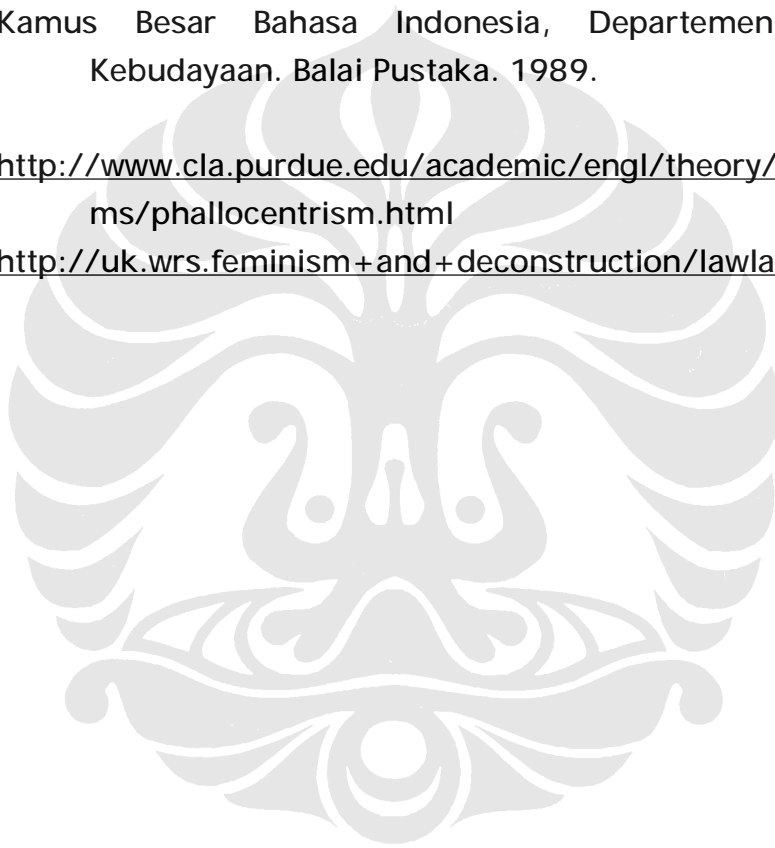 Kamus Besar Bahasa Indonesia, Departemen
Kebudayaan. Balai Pustaka. 1989.
http://www.cla.purdue.edu/academic/engl/theory/
ms/phallocentrism.html
http://uk.wrs.feminism+and+deconstruction/lawla